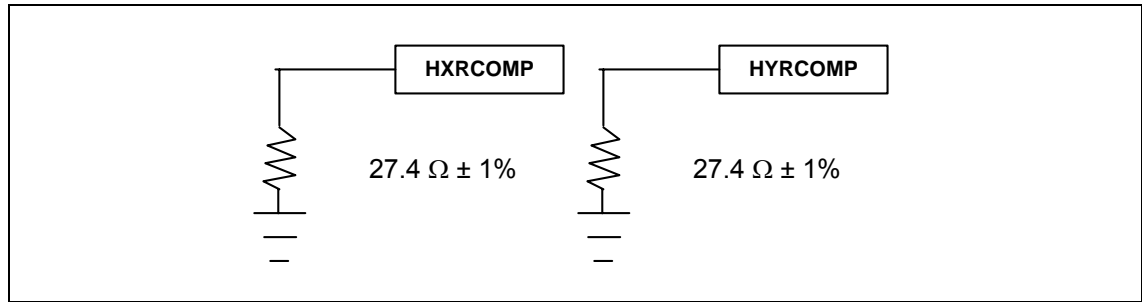 HXRCOMP
HYRCOMP
27.4 Ω ± 1%
27.4 Ω ± 1%